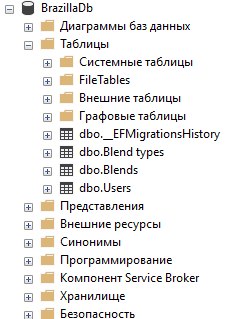 BrazillaDb
Диаграммы баз данных
Таблицы
Системные таблицы
FileTables
Внешние таблицы
Графовые таблицы
dbo.__EFMigrationsHistory
dbo.Blend types
dbo.Blends
dbo.Users
Представления
Внешние ресурсы
Синонимы
Программирование
Компонент Service Broker
Хранилище
Безопасность